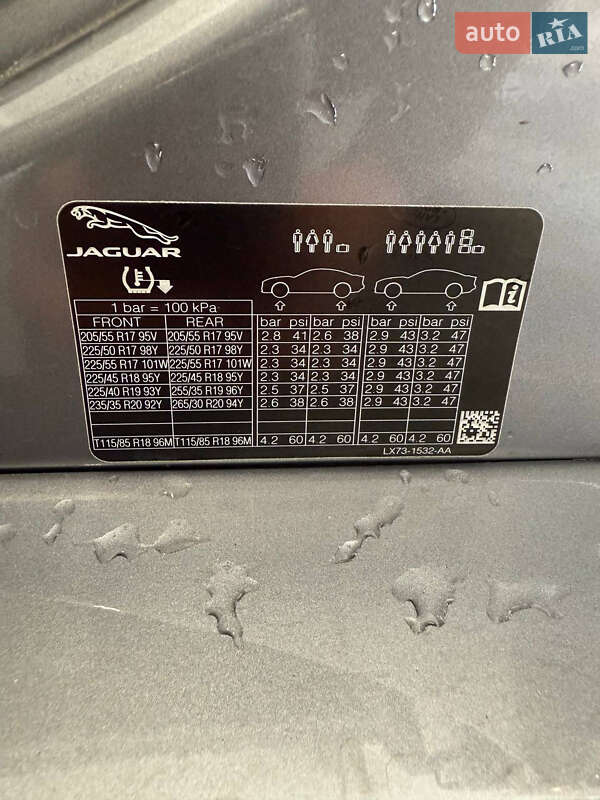 auto RIA .com
JAGUAR
1 bar = 100 kPa
FRONT REAR bar psi bar psi bar psi bar psi
205/55 R17 95V 205/55 R17 95V 2.8 41 2.6 38 2.9 43 3.2 47
225/50 R17 98Y 225/50 R17 98Y 2.3 34 2.3 34 2.9 43 3.2 47
225/55 R17 101W 225/55 R17 101W 2.3 34 2.3 34 2.9 43 3.2 47
225/45 R18 95Y 225/45 R18 95Y 2.3 34 2.3 34 2.9 43 3.2 47
225/40 R19 93Y 255/35 R19 96Y 2.5 37 2.5 37 2.9 43 3.2 47
235/35 R20 92Y 265/30 R20 94Y 2.6 38 2.6 38 2.9 43 3.2 47
T115/85 R18 96M T115/85 R18 96M 4.2 60 4.2 60 4.2 60 4.2 60
LX73-1532-AA